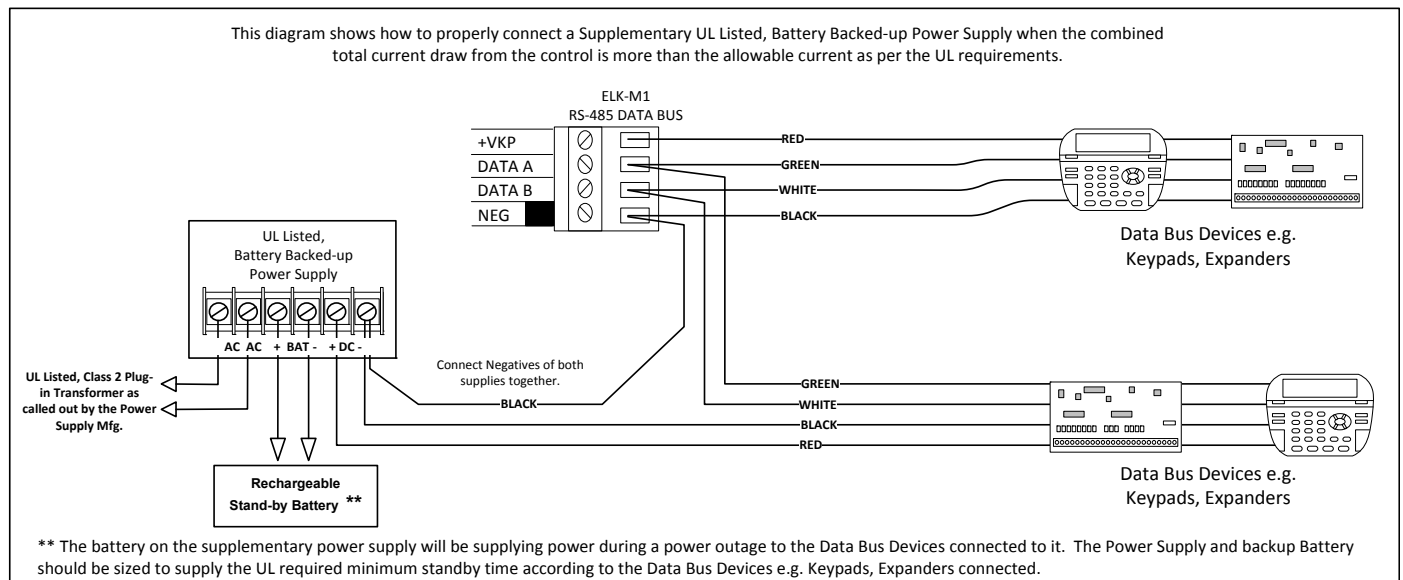 This diagram shows how to properly connect a Supplementary UL Listed, Battery Backed-up Power Supply when the combined
total current draw from the control is more than the allowable current as per the UL requirements.
ELK-M1
RS-485 DATA BUS
+VKP
DATA A
DATA B
NEG
RED
GREEN
WHITE
BLACK
Data Bus Devices e.g.
Keypads, Expanders
UL Listed,
Battery Backed-up
Power Supply
AC AC + BAT - + DC -
UL Listed, Class 2 Plug-
in Transformer as
called out by the Power
Supply Mfg.
Connect Negatives of both
supplies together.
BLACK
GREEN
WHITE
BLACK
RED
Data Bus Devices e.g.
Keypads, Expanders
Rechargeable
Stand-by Battery **
** The battery on the supplementary power supply will be supplying power during a power outage to the Data Bus Devices connected to it. The Power Supply and backup Battery
should be sized to supply the UL required minimum standby time according to the Data Bus Devices e.g. Keypads, Expanders connected.